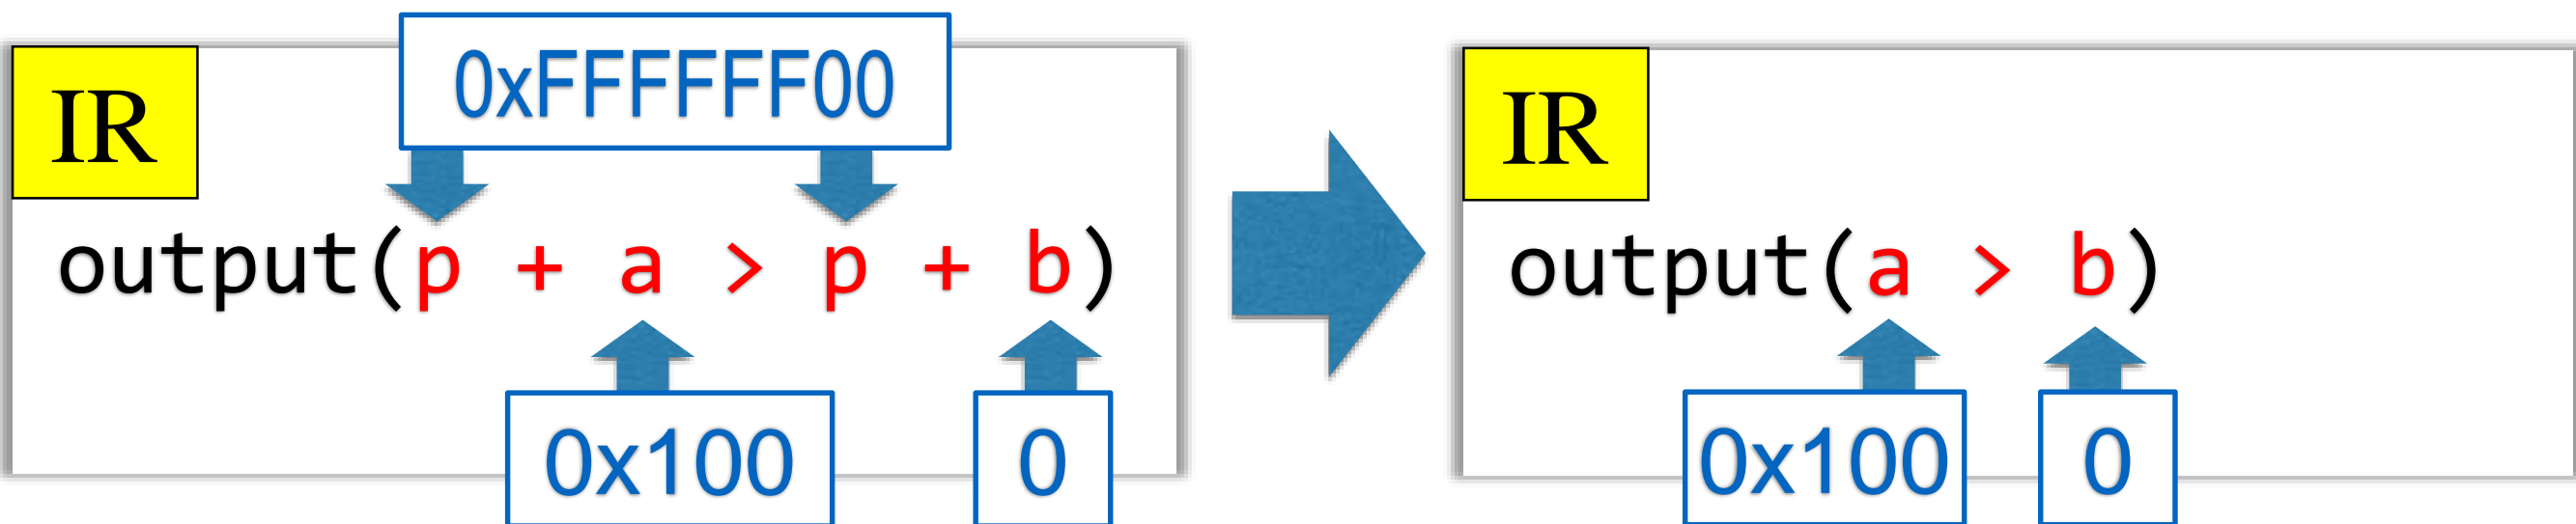 IR
0xFFFFFF00
output(p + a > p + b)
0x100
0
IR
output(a > b)
0x100
0